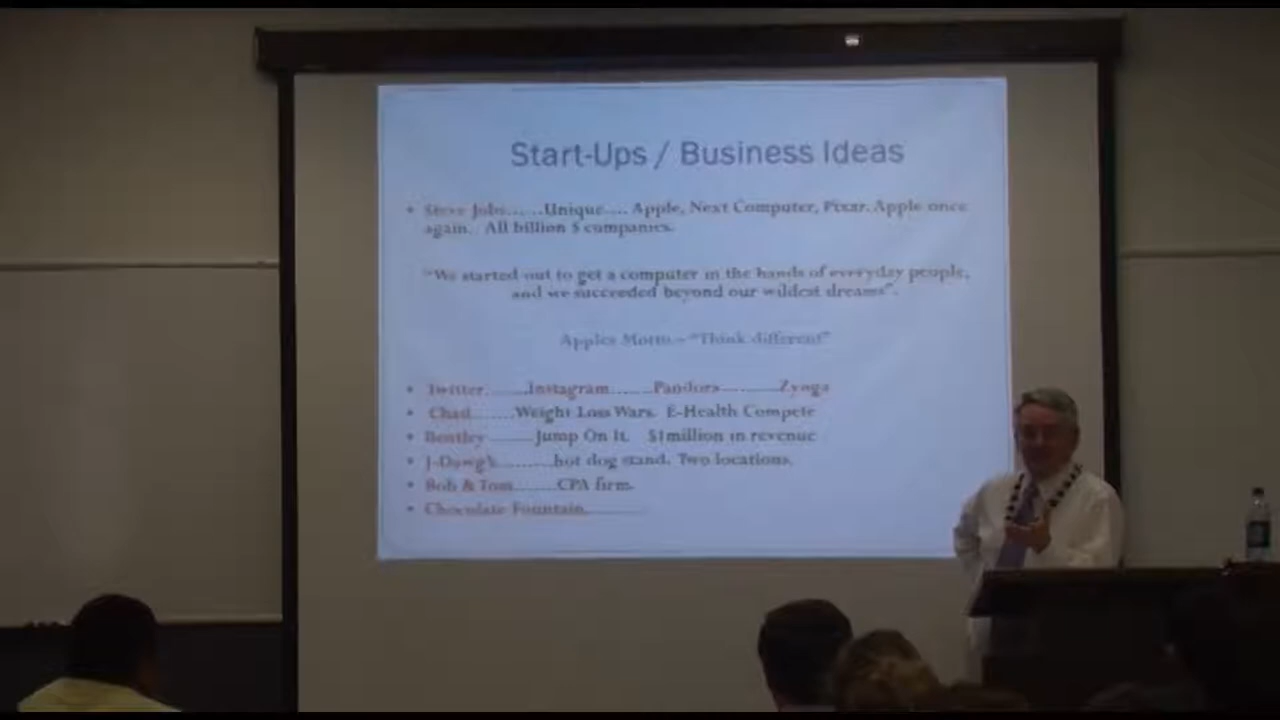 Start-Ups / Business Ideas
• Steve Jobs.......Unique.... Apple, Next Computer, Pixar. Apple once
again. All billion $ companies.
"We started out to get a computer in the hands of everyday people,
and we succeeded beyond our wildest dreams".
Apples Motto – "Think different"
• Twitter.........Instagram.......Pandora............Zynga
• Chad........Weight Loss Wars. E-Health Compete
• Bentley ........Jump On It. $1million in revenue
• J-Dawg's...........hot dog stand. Two locations.
• Bob & Tom........CPA firm.
• Chocolate Fountain............